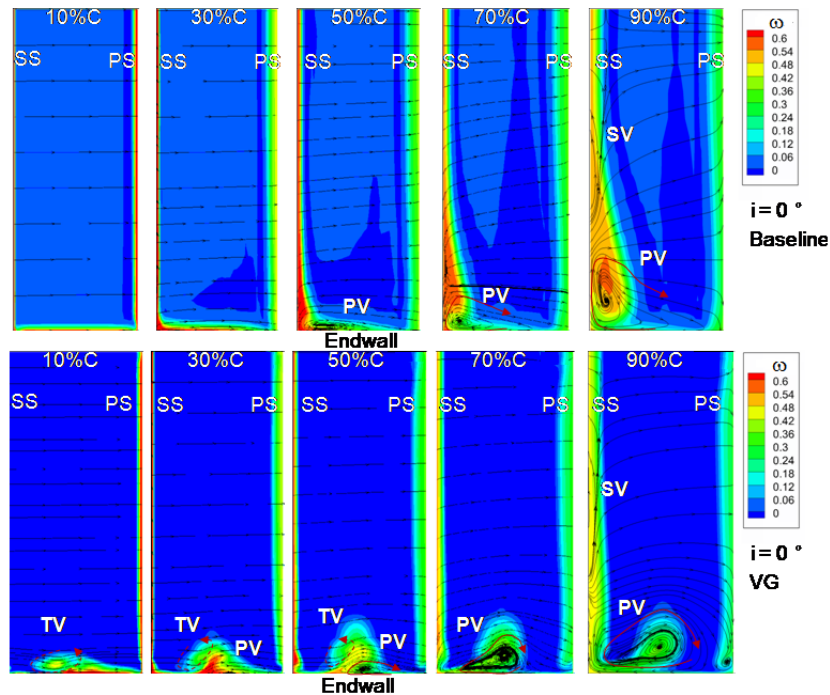 10%C 30%C 50%C 70%C 90%C ω
SS PS SS PS SS PS SS PS SS PS
0.6
0.54
0.48
0.42
0.36
0.3
0.24
0.18
0.12
0.06
0
SV
PV PV PV
i = 0 °
Baseline
Endwall
10%C 30%C 50%C 70%C 90%C ω
SS PS SS PS SS PS SS PS SS PS
0.6
0.54
0.48
0.42
0.36
0.3
0.24
0.18
0.12
0.06
0
SV
i = 0 °
VG
TV TV PV TV PV PV PV
Endwall